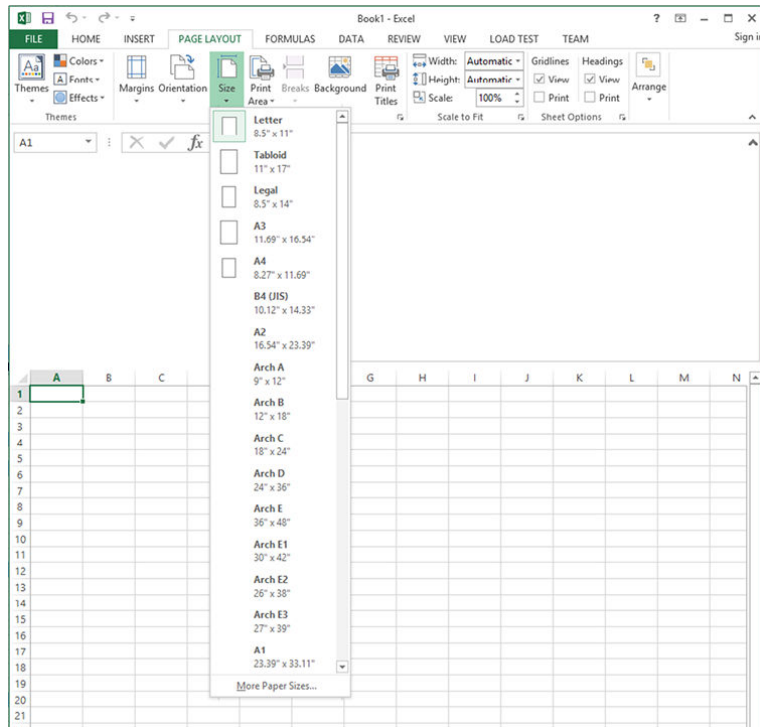 Book1 - Excel
FILE HOME INSERT PAGE LAYOUT FORMULAS DATA REVIEW VIEW LOAD TEST TEAM Sign in
Themes
Colors
Fonts
Effects
Themes
Margins Orientation Size Print Area Breaks Background Print Titles
Width: Automatic
Height: Automatic
Scale: 100%
Scale to Fit
Gridlines Headings
View View
Print Print
Sheet Options
Arrange
A1 fx
Letter
8.5" x 11"
Tabloid
11" x 17"
Legal
8.5" x 14"
A3
11.69" x 16.54"
A4
8.27" x 11.69"
B4 (JIS)
10.12" x 14.33"
A2
16.54" x 23.39"
Arch A
9" x 12"
Arch B
12" x 18"
Arch C
18" x 24"
Arch D
24" x 36"
Arch E
36" x 48"
Arch E1
30" x 42"
Arch E2
26" x 38"
Arch E3
27" x 39"
A1
23.39" x 33.11"
More Paper Sizes...
A B C G H I J K L M N
1
2
3
4
5
6
7
8
9
10
11
12
13
14
15
16
17
18
19
20
21